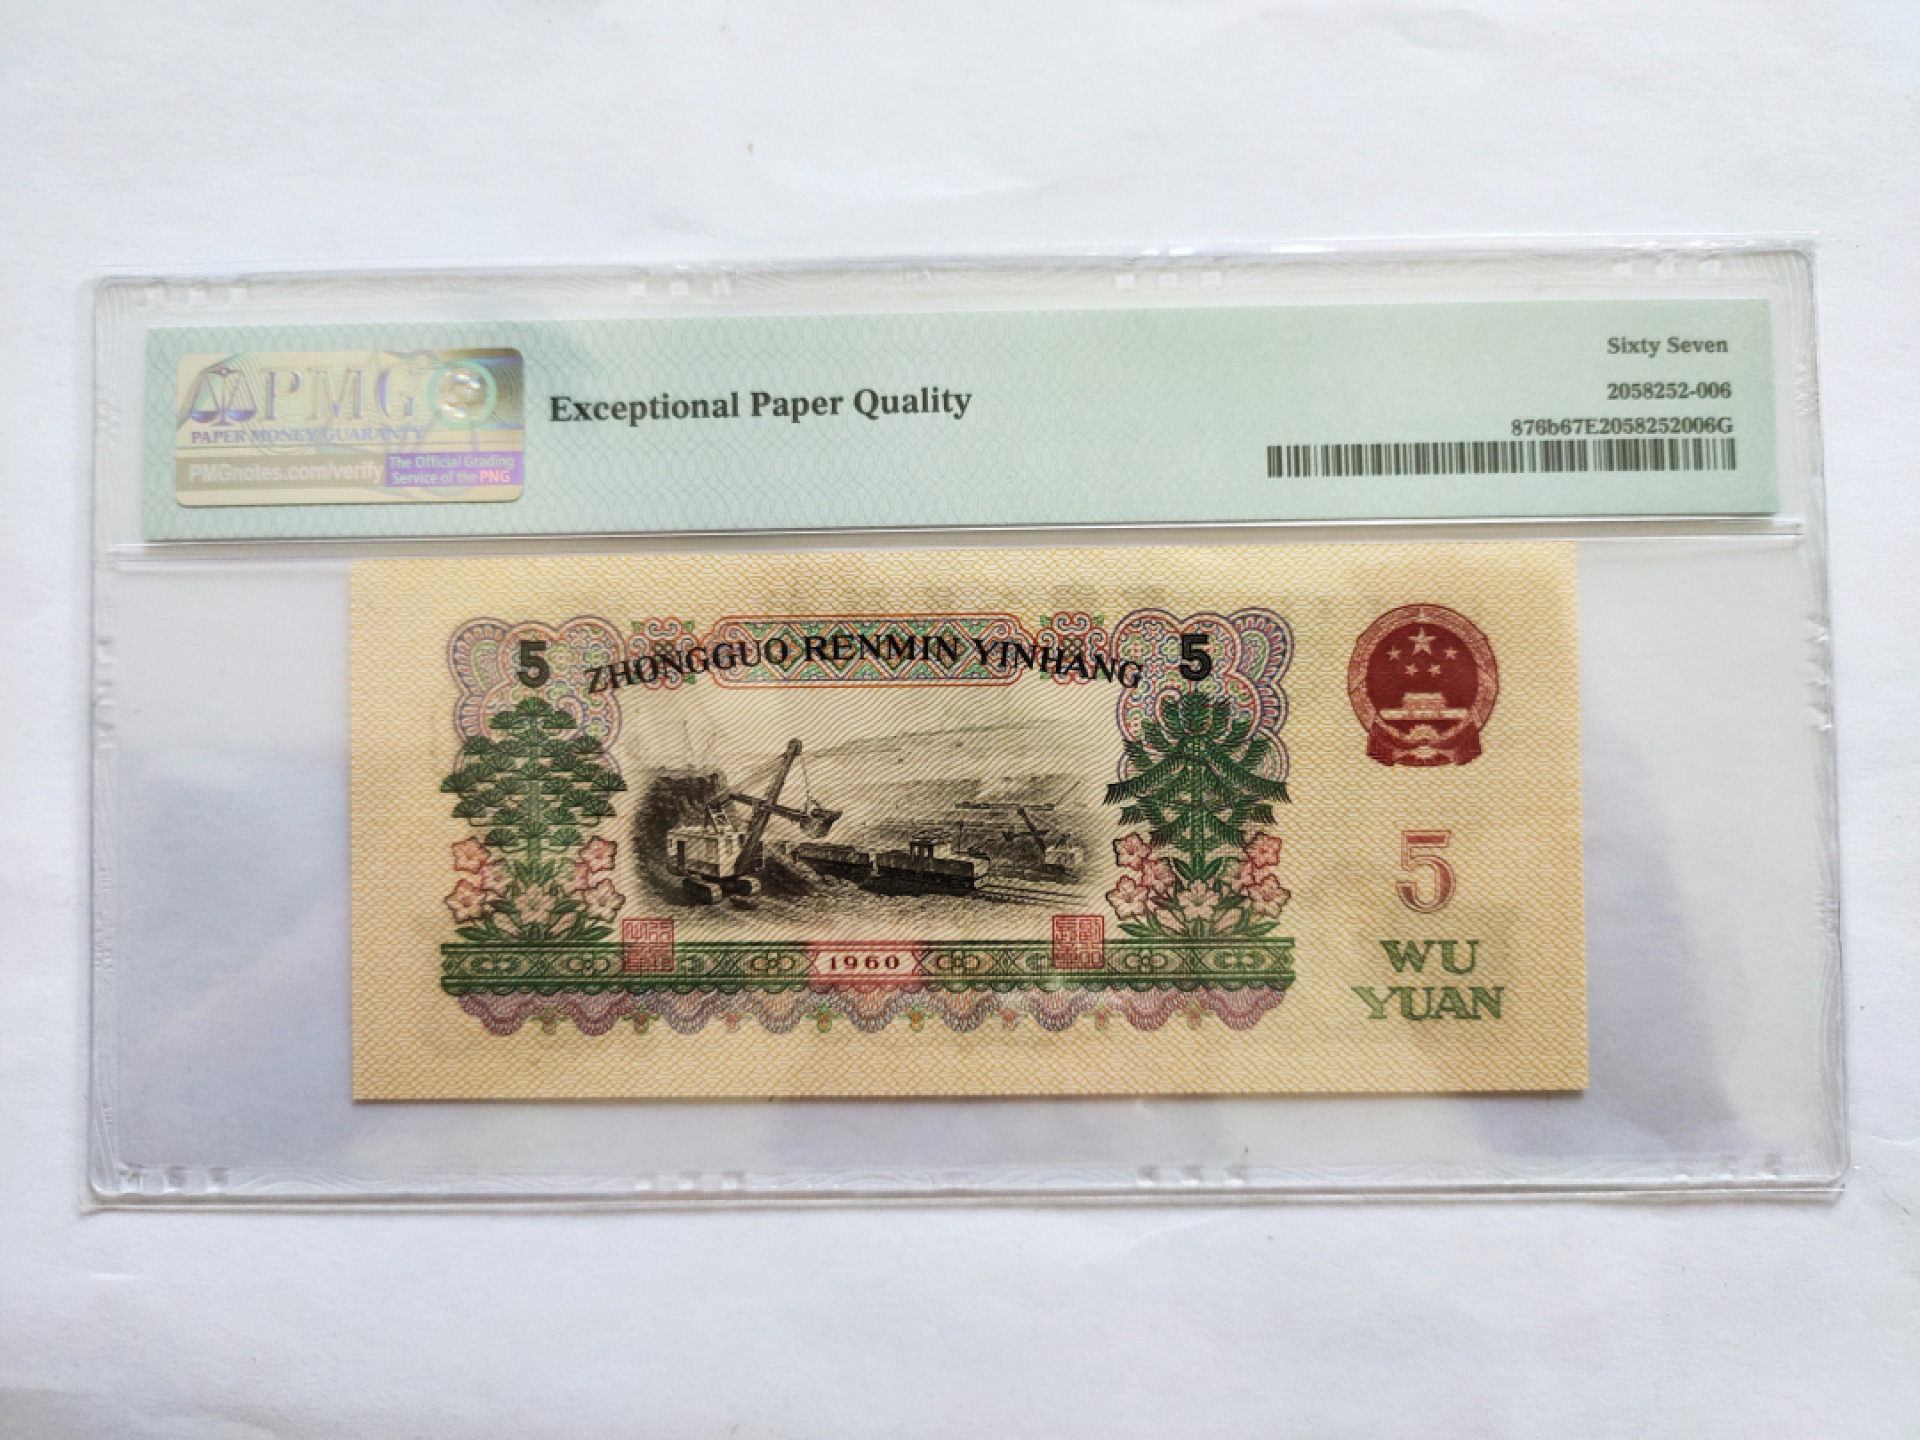 PMG
PAPER MONEY GUARANTY
PMGnotes.com/verify
The Official Grading
Service of the PNG
Exceptional Paper Quality
Sixty Seven
2058252-006
876b67E2058252006G
5 ZHONGGUO RENMIN YINHANG 5
1960
5
WU
YUAN